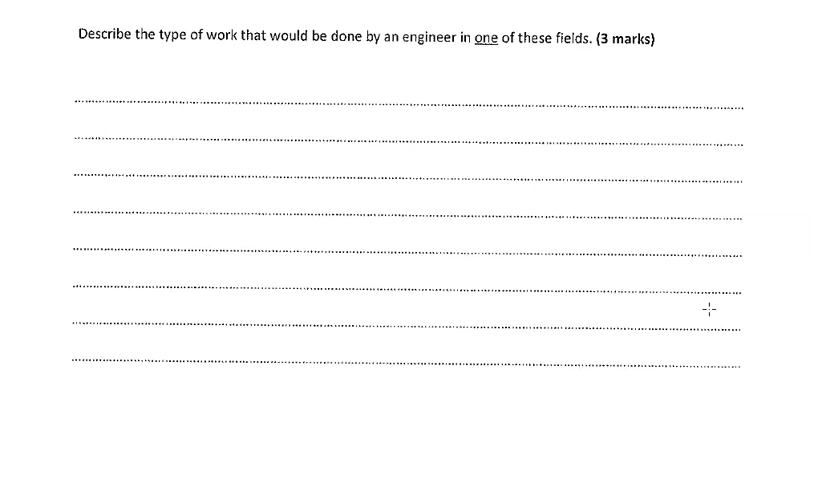 Describe the type of work that would be done by an engineer in one of these fields. (3 marks)